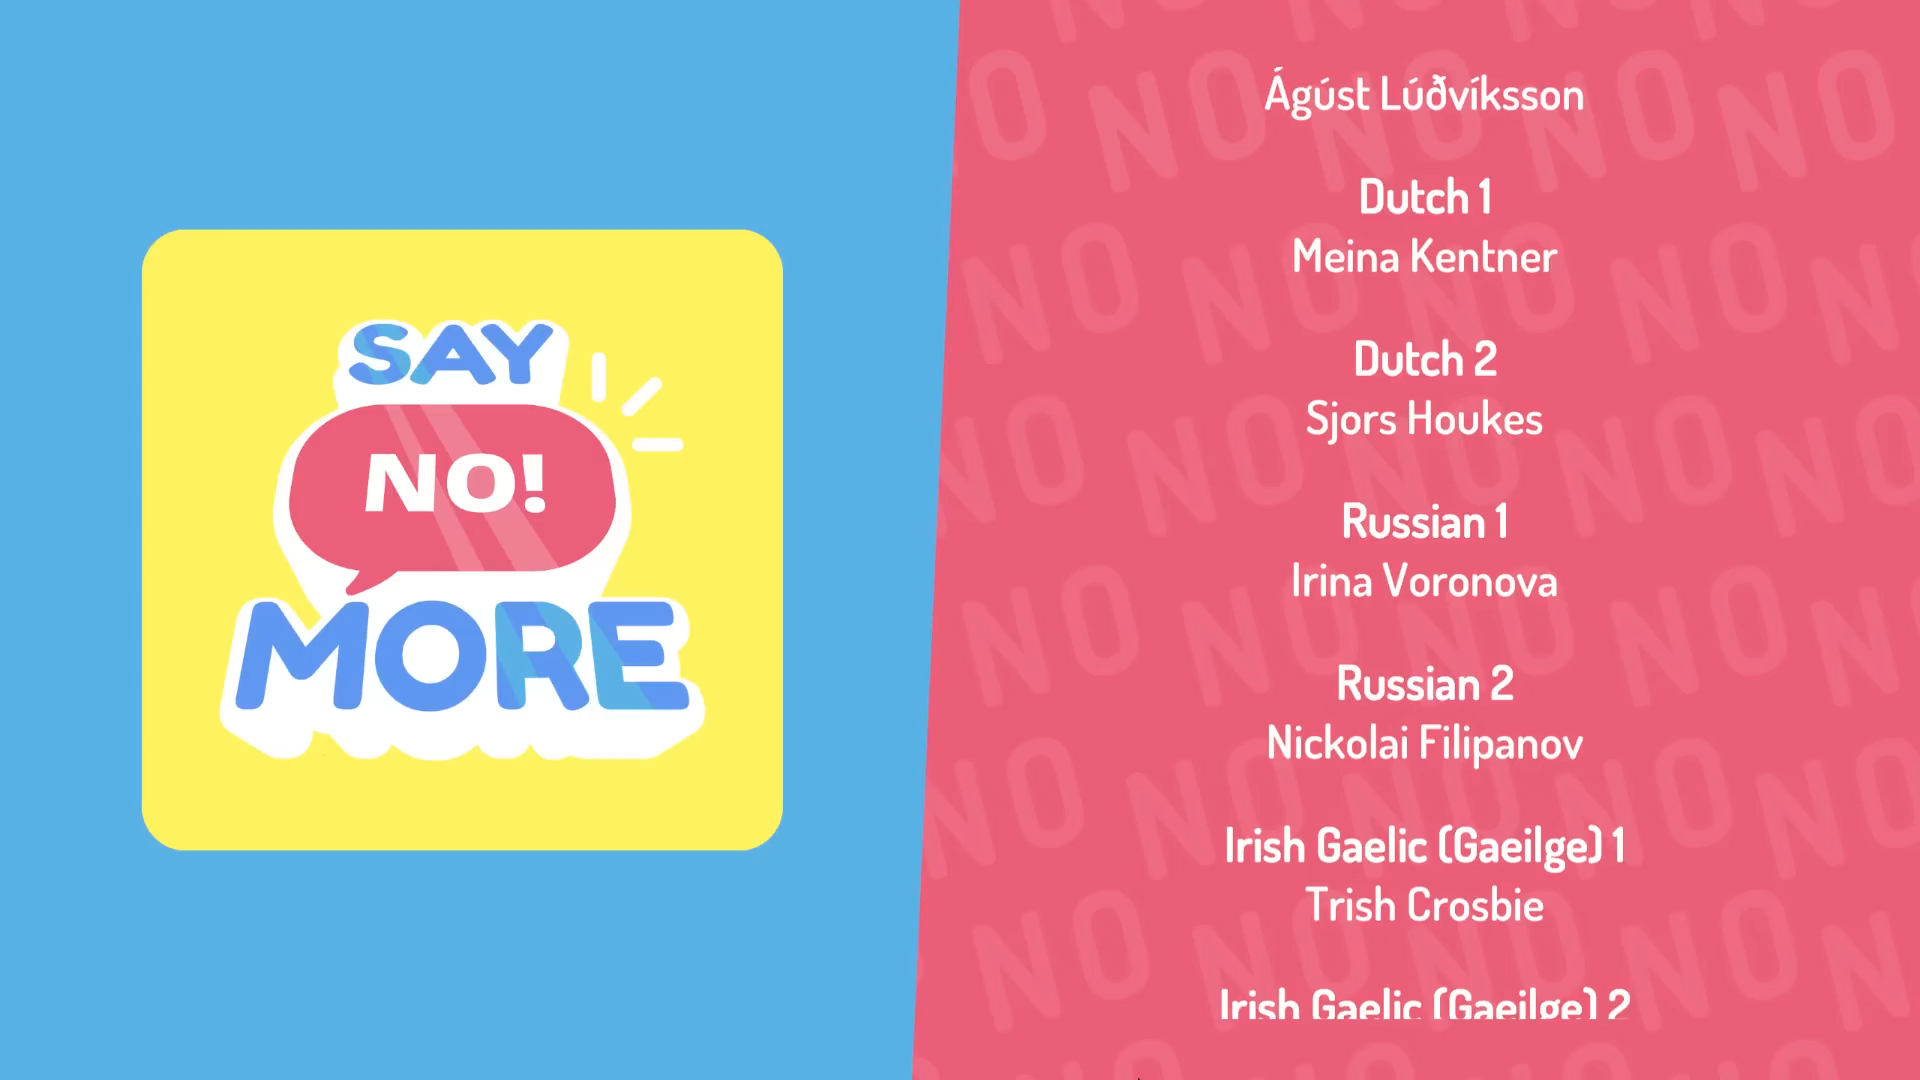 SAY
NO!
MORE
Ágúst Lúðvíksson
Dutch 1
Meina Kentner
Dutch 2
Sjors Houkes
Russian 1
Irina Voronova
Russian 2
Nickolai Filipanov
Irish Gaelic (Gaeilge) 1
Trish Crosbie
Irish Gaelic (Gaeilge) 2